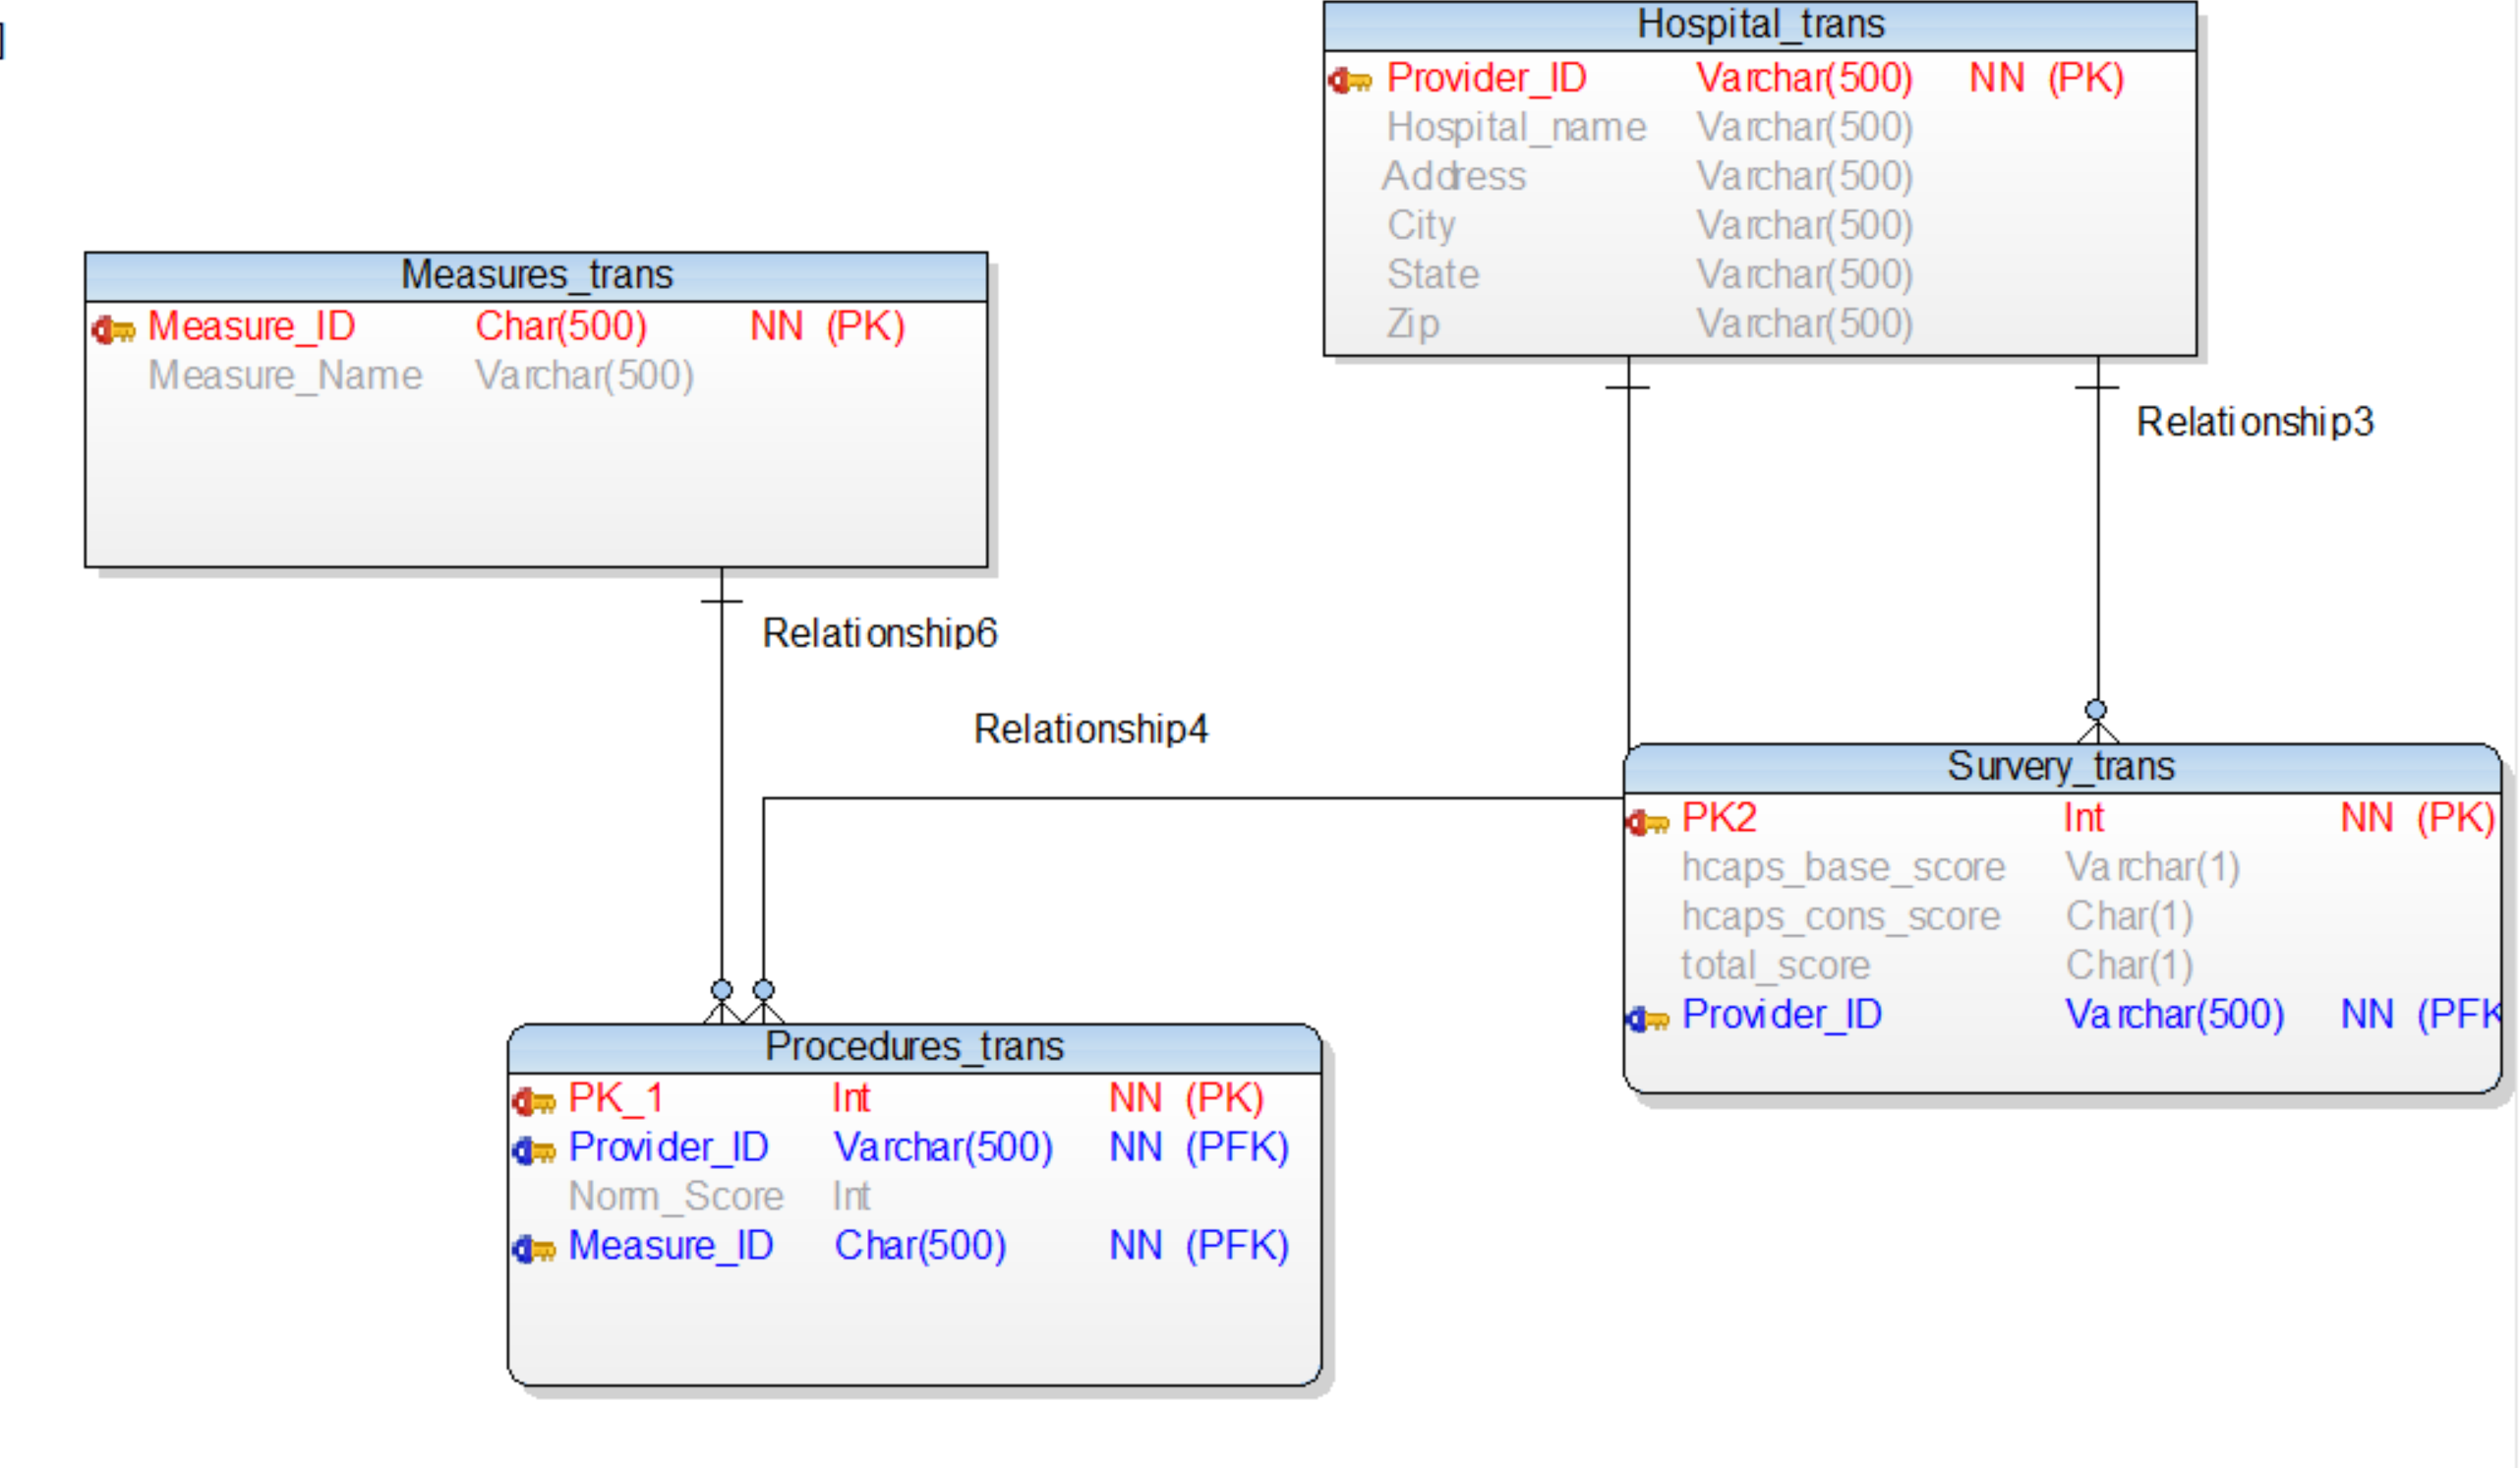 ]
Hospital_trans
Provider_ID Varchar(500) NN (PK)
Hospital_name Varchar(500)
Address Varchar(500)
City Varchar(500)
State Varchar(500)
Zip Varchar(500)
Measures_trans
Measure_ID Char(500) NN (PK)
Measure_Name Varchar(500)
Relationship3
Relationship6
Relationship4
Survery_trans
PK2 Int NN (PK)
hcaps_base_score Varchar(1)
hcaps_cons_score Char(1)
total_score Char(1)
Provider_ID Varchar(500) NN (PFK
Procedures_trans
PK_1 Int NN (PK)
Provider_ID Varchar(500) NN (PFK)
Norm_Score Int
Measure_ID Char(500) NN (PFK)